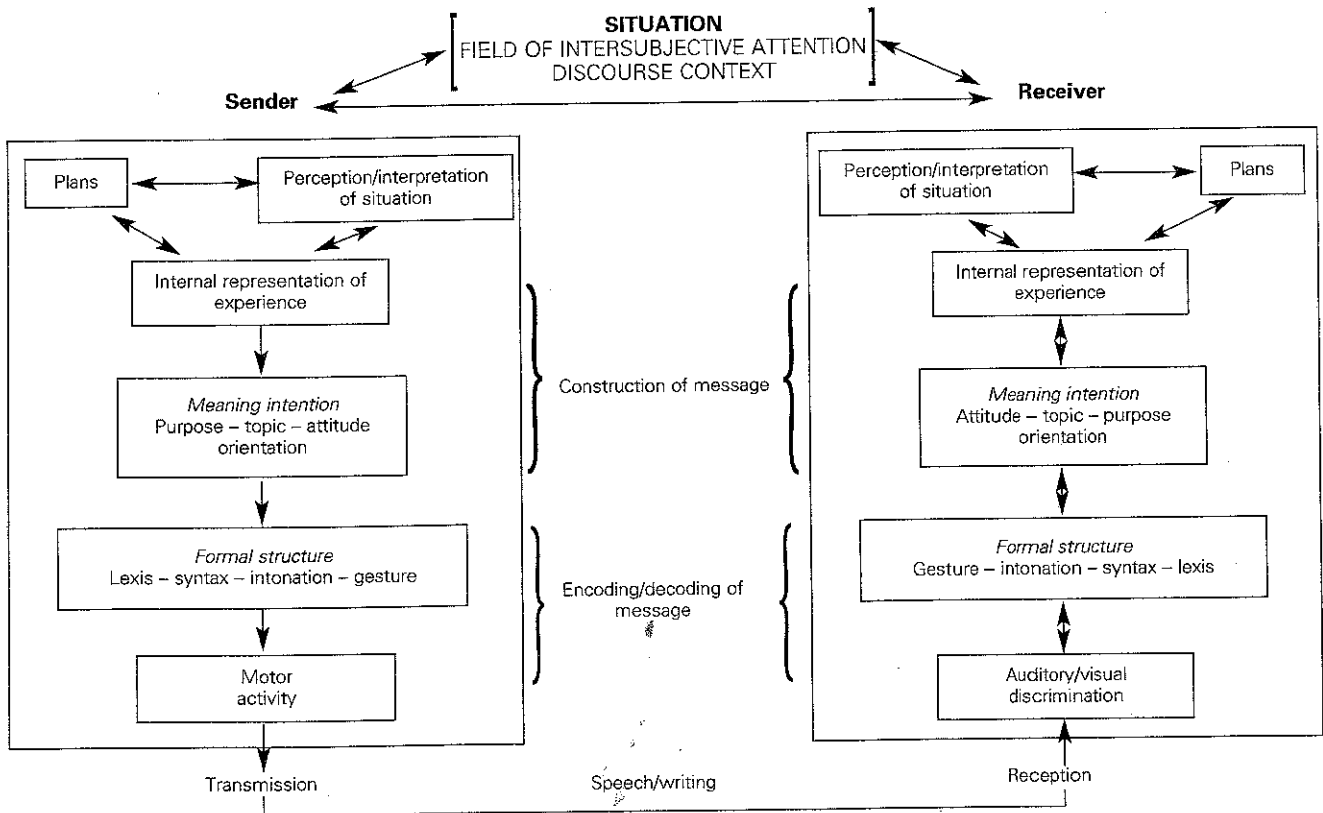 SITUATION
FIELD OF INTERSUBJECTIVE ATTENTION
DISCOURSE CONTEXT
Sender
Receiver
Plans
Perception/interpretation
of situation
Perception/interpretation
of situation
Plans
Internal representation of
experience
Internal representation of
experience
Construction of message
Meaning intention
Purpose – topic – attitude
orientation
Meaning intention
Attitude – topic – purpose
orientation
Formal structure
Lexis – syntax – intonation – gesture
Encoding/decoding of
message
Formal structure
Gesture – intonation – syntax – lexis
Motor
activity
Auditory/visual
discrimination
Transmission
Speech/writing
Reception